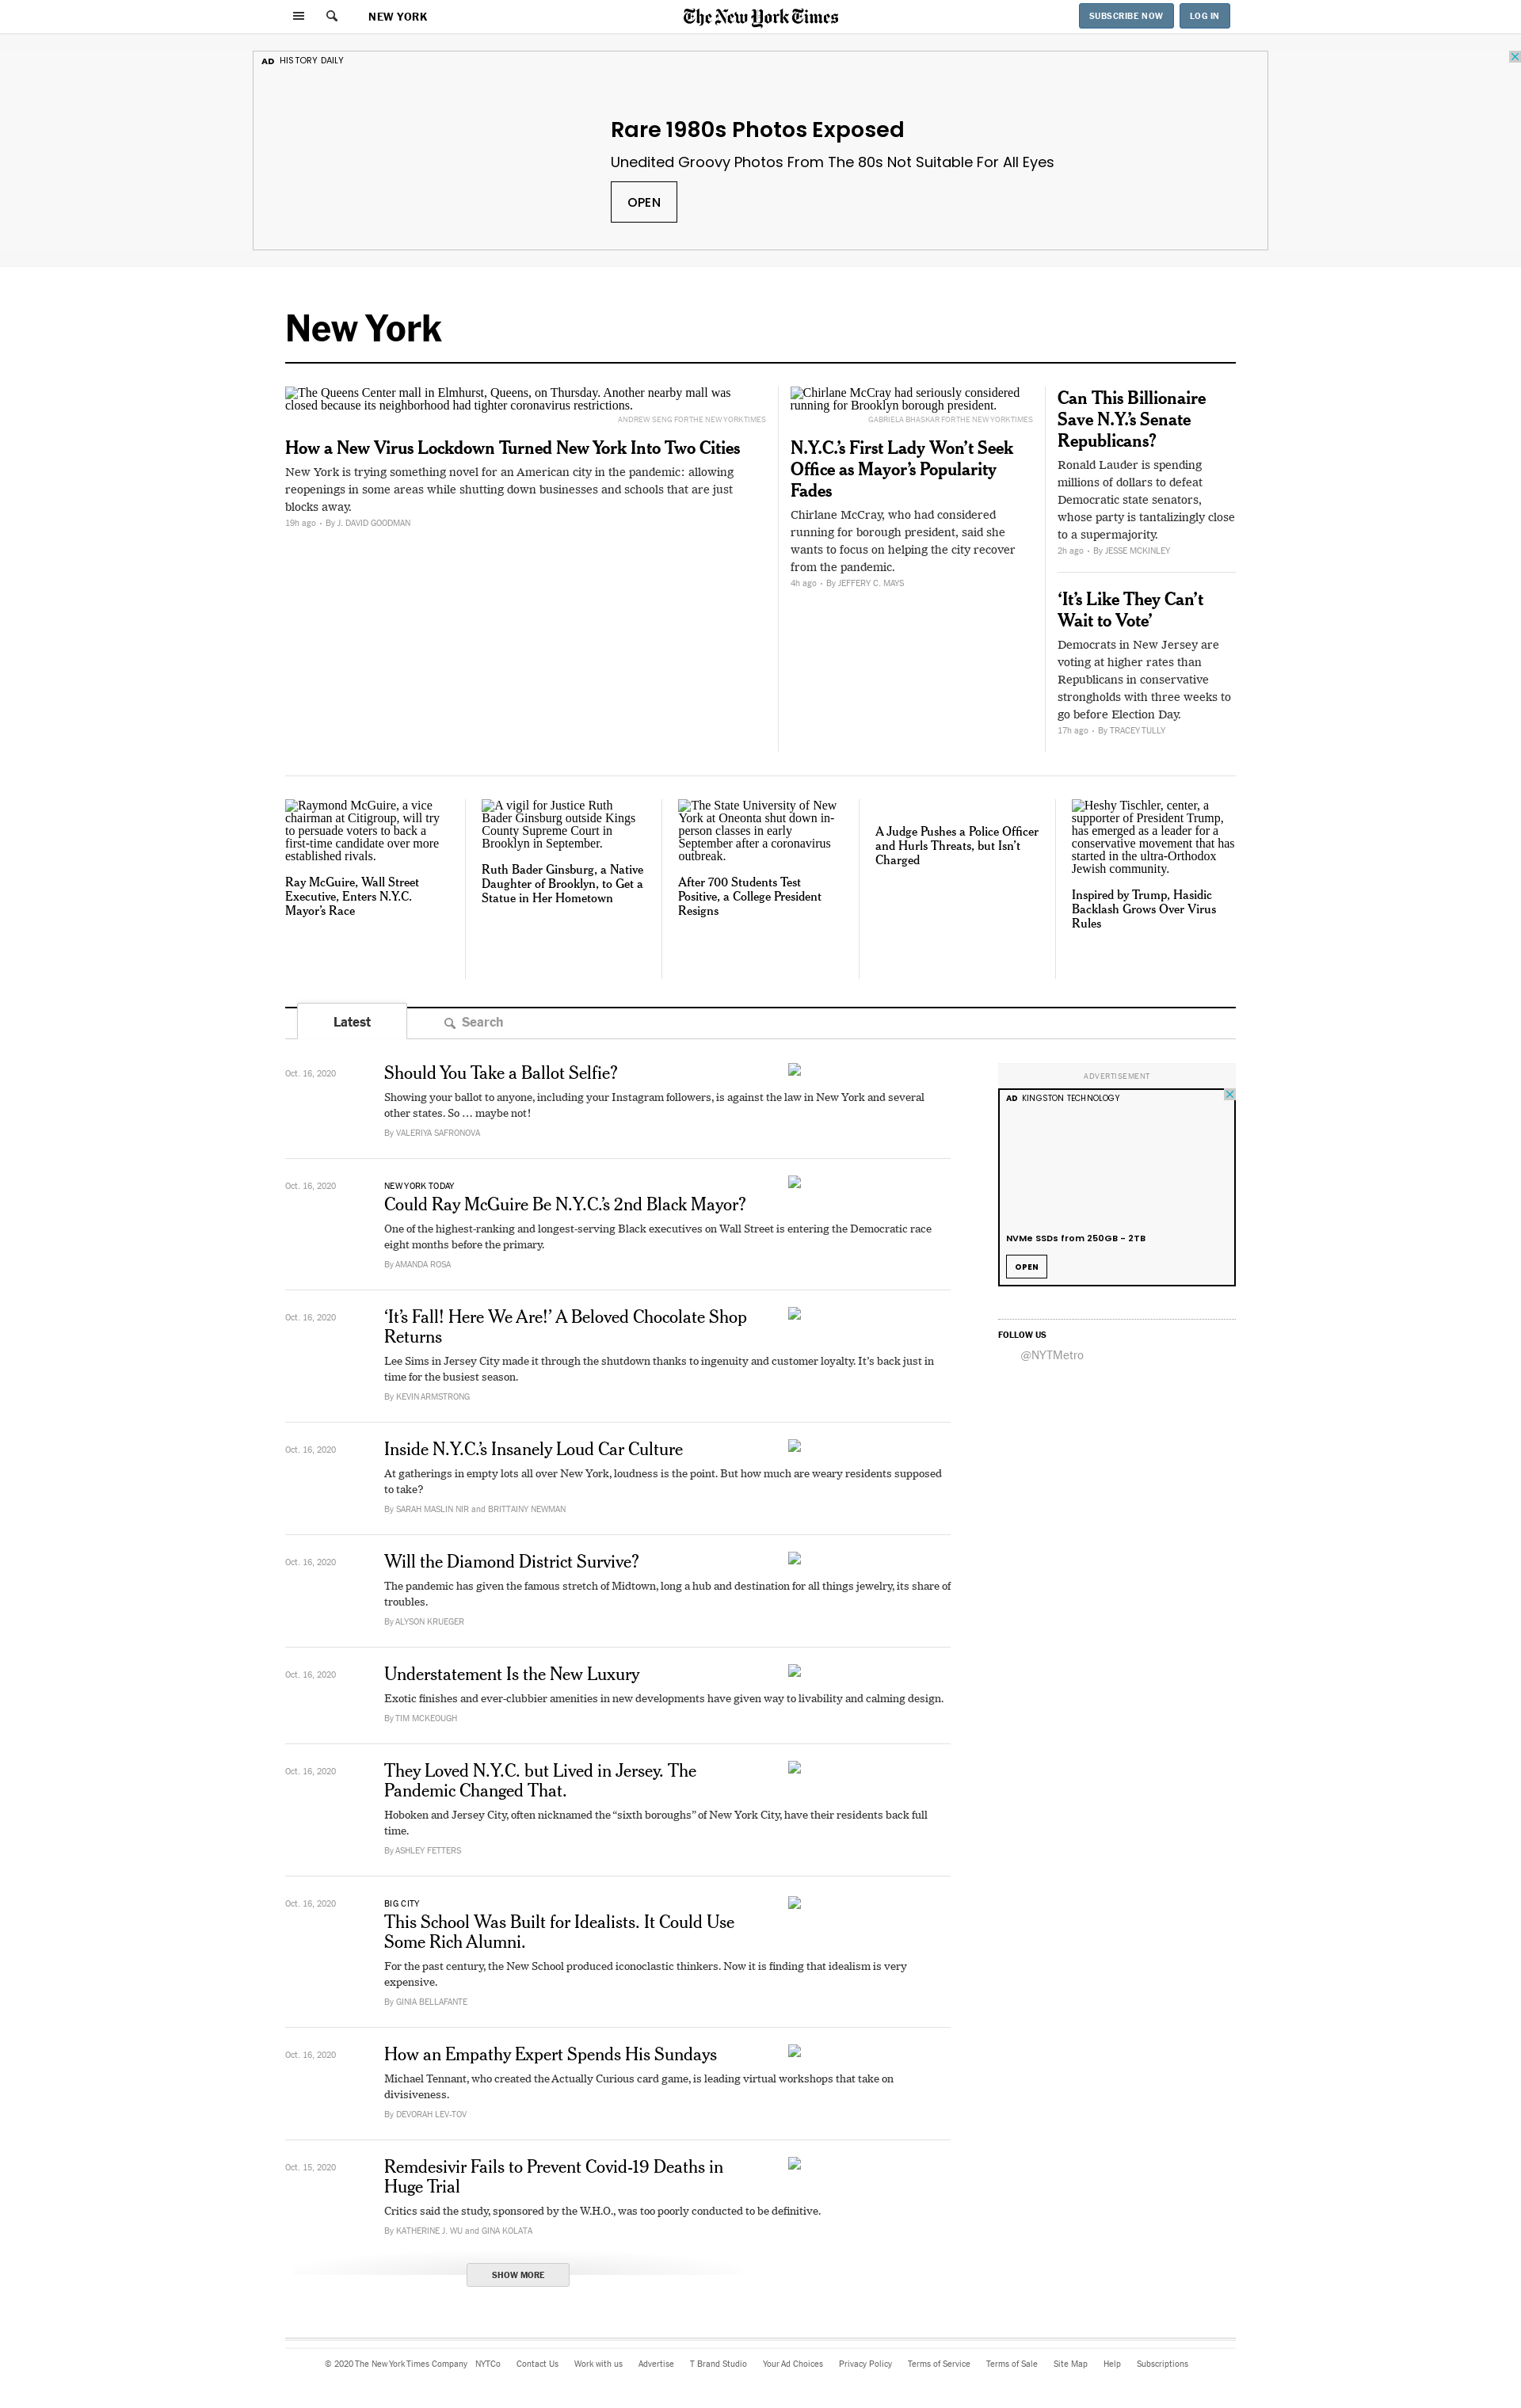 NEW YORK
The New York Times
SUBSCRIBE NOW
LOG IN
AD HISTORY DAILY
Rare 1980s Photos Exposed
Unedited Groovy Photos From The 80s Not Suitable For All Eyes
OPEN
New York
The Queens Center mall in Elmhurst, Queens, on Thursday. Another nearby mall was
closed because its neighborhood had tighter coronavirus restrictions.
ANDREW SENG FOR THE NEW YORK TIMES
How a New Virus Lockdown Turned New York Into Two Cities
New York is trying something novel for an American city in the pandemic: allowing
reopenings in some areas while shutting down businesses and schools that are just
blocks away.
19h ago • By J. DAVID GOODMAN
Chirlane McCray had seriously considered
running for Brooklyn borough president.
GABRIELA BHASKAR FOR THE NEW YORK TIMES
N.Y.C.’s First Lady Won’t Seek
Office as Mayor’s Popularity
Fades
Chirlane McCray, who had considered
running for borough president, said she
wants to focus on helping the city recover
from the pandemic.
4h ago • By JEFFERY C. MAYS
Can This Billionaire
Save N.Y.’s Senate
Republicans?
Ronald Lauder is spending
millions of dollars to defeat
Democratic state senators,
whose party is tantalizingly close
to a supermajority.
2h ago • By JESSE MCKINLEY
‘It’s Like They Can’t
Wait to Vote’
Democrats in New Jersey are
voting at higher rates than
Republicans in conservative
strongholds with three weeks to
go before Election Day.
17h ago • By TRACEY TULLY
Raymond McGuire, a vice
chairman at Citigroup, will try
to persuade voters to back a
first-time candidate over more
established rivals.
Ray McGuire, Wall Street
Executive, Enters N.Y.C.
Mayor’s Race
A vigil for Justice Ruth
Bader Ginsburg outside Kings
County Supreme Court in
Brooklyn in September.
Ruth Bader Ginsburg, a Native
Daughter of Brooklyn, to Get a
Statue in Her Hometown
The State University of New
York at Oneonta shut down in-
person classes in early
September after a coronavirus
outbreak.
After 700 Students Test
Positive, a College President
Resigns
A Judge Pushes a Police Officer
and Hurls Threats, but Isn’t
Charged
Heshy Tischler, center, a
supporter of President Trump,
has emerged as a leader for a
conservative movement that has
started in the ultra-Orthodox
Jewish community.
Inspired by Trump, Hasidic
Backlash Grows Over Virus
Rules
Latest
Search
Oct. 16, 2020
Should You Take a Ballot Selfie?
Showing your ballot to anyone, including your Instagram followers, is against the law in New York and several
other states. So … maybe not!
By VALERIYA SAFRONOVA
Oct. 16, 2020
NEW YORK TODAY
Could Ray McGuire Be N.Y.C.’s 2nd Black Mayor?
One of the highest-ranking and longest-serving Black executives on Wall Street is entering the Democratic race
eight months before the primary.
By AMANDA ROSA
Oct. 16, 2020
‘It’s Fall! Here We Are!’ A Beloved Chocolate Shop
Returns
Lee Sims in Jersey City made it through the shutdown thanks to ingenuity and customer loyalty. It’s back just in
time for the busiest season.
By KEVIN ARMSTRONG
Oct. 16, 2020
Inside N.Y.C.’s Insanely Loud Car Culture
At gatherings in empty lots all over New York, loudness is the point. But how much are weary residents supposed
to take?
By SARAH MASLIN NIR and BRITTAINY NEWMAN
Oct. 16, 2020
Will the Diamond District Survive?
The pandemic has given the famous stretch of Midtown, long a hub and destination for all things jewelry, its share of
troubles.
By ALYSON KRUEGER
Oct. 16, 2020
Understatement Is the New Luxury
Exotic finishes and ever-clubbier amenities in new developments have given way to livability and calming design.
By TIM MCKEOUGH
Oct. 16, 2020
They Loved N.Y.C. but Lived in Jersey. The
Pandemic Changed That.
Hoboken and Jersey City, often nicknamed the “sixth boroughs” of New York City, have their residents back full
time.
By ASHLEY FETTERS
Oct. 16, 2020
BIG CITY
This School Was Built for Idealists. It Could Use
Some Rich Alumni.
For the past century, the New School produced iconoclastic thinkers. Now it is finding that idealism is very
expensive.
By GINIA BELLAFANTE
Oct. 16, 2020
How an Empathy Expert Spends His Sundays
Michael Tennant, who created the Actually Curious card game, is leading virtual workshops that take on
divisiveness.
By DEVORAH LEV-TOV
Oct. 15, 2020
Remdesivir Fails to Prevent Covid-19 Deaths in
Huge Trial
Critics said the study, sponsored by the W.H.O., was too poorly conducted to be definitive.
By KATHERINE J. WU and GINA KOLATA
SHOW MORE
ADVERTISEMENT
AD KINGSTON TECHNOLOGY
NVMe SSDs from 250GB - 2TB
OPEN
FOLLOW US
@NYTMetro
© 2020 The New York Times Company NYTCo Contact Us Work with us Advertise T Brand Studio Your Ad Choices Privacy Policy Terms of Service Terms of Sale Site Map Help Subscriptions